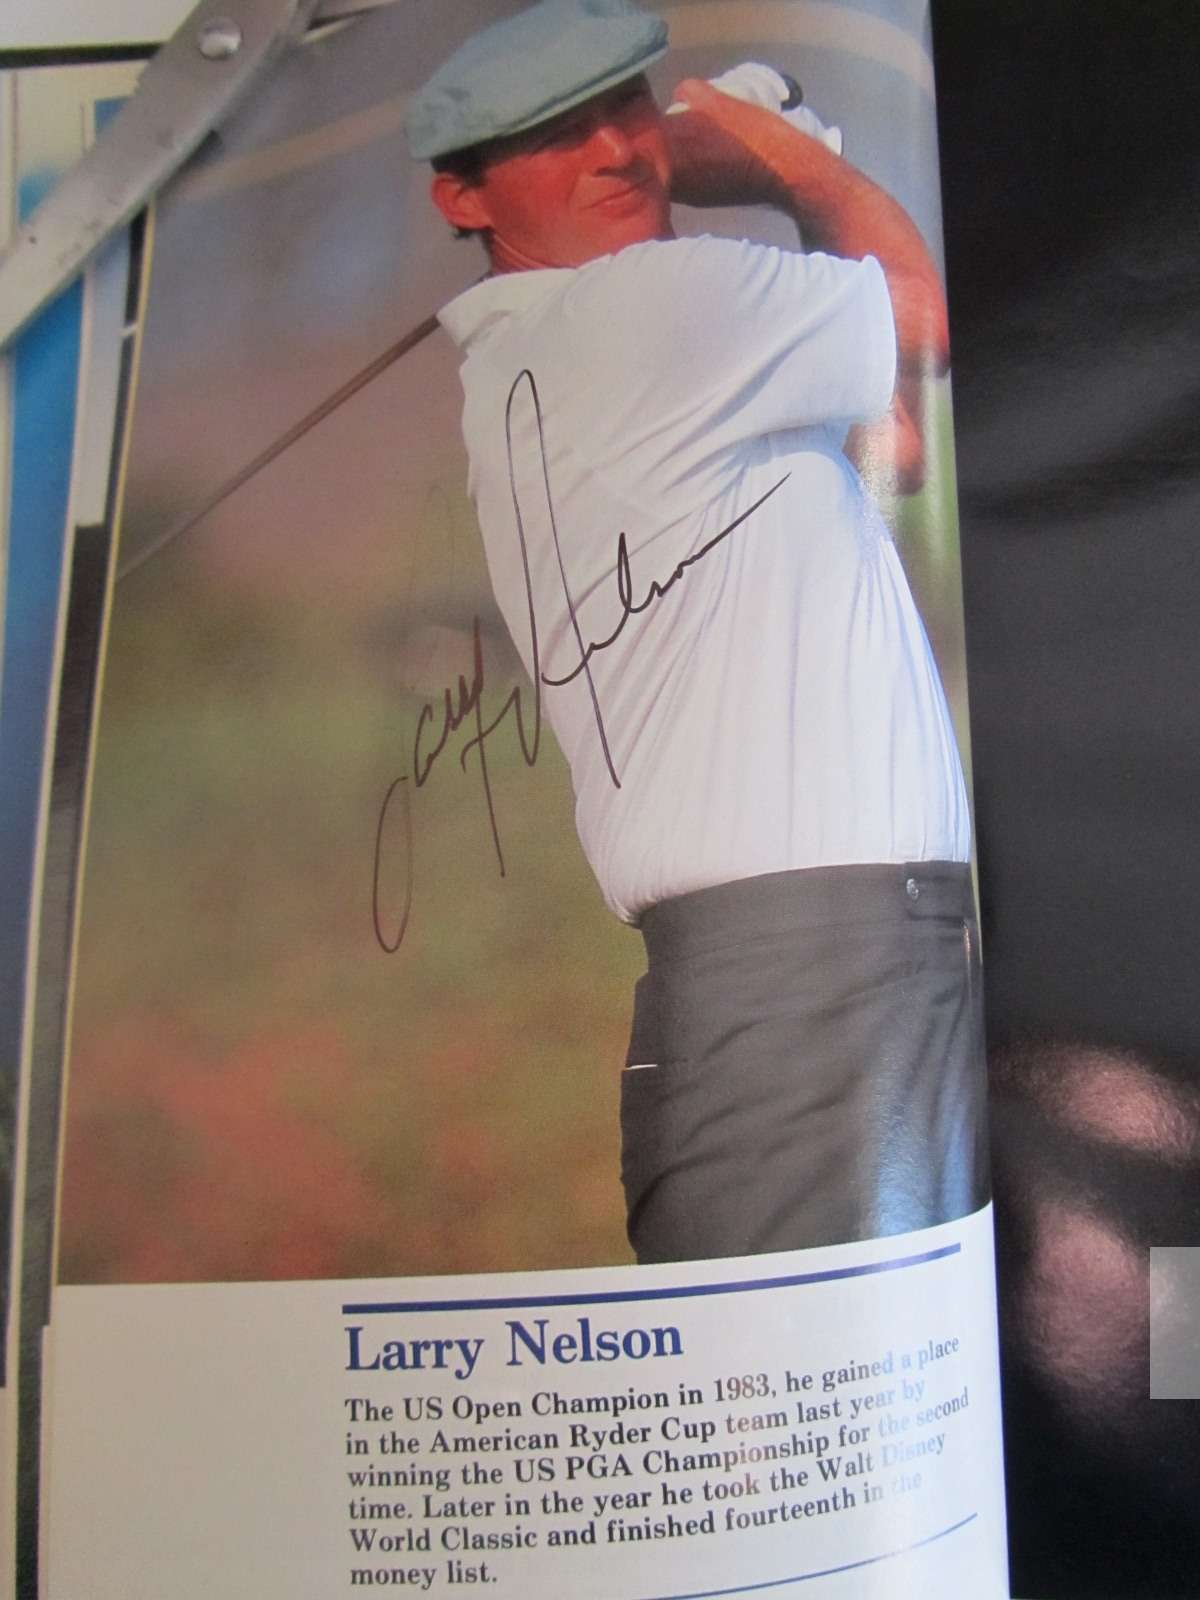 Larry Nelson
Larry Nelson
The US Open Champion in 1983, he gained a place
in the American Ryder Cup team last year by
winning the US PGA Championship for the second
time. Later in the year he took the Walt Disney
World Classic and finished fourteenth in the
money list.